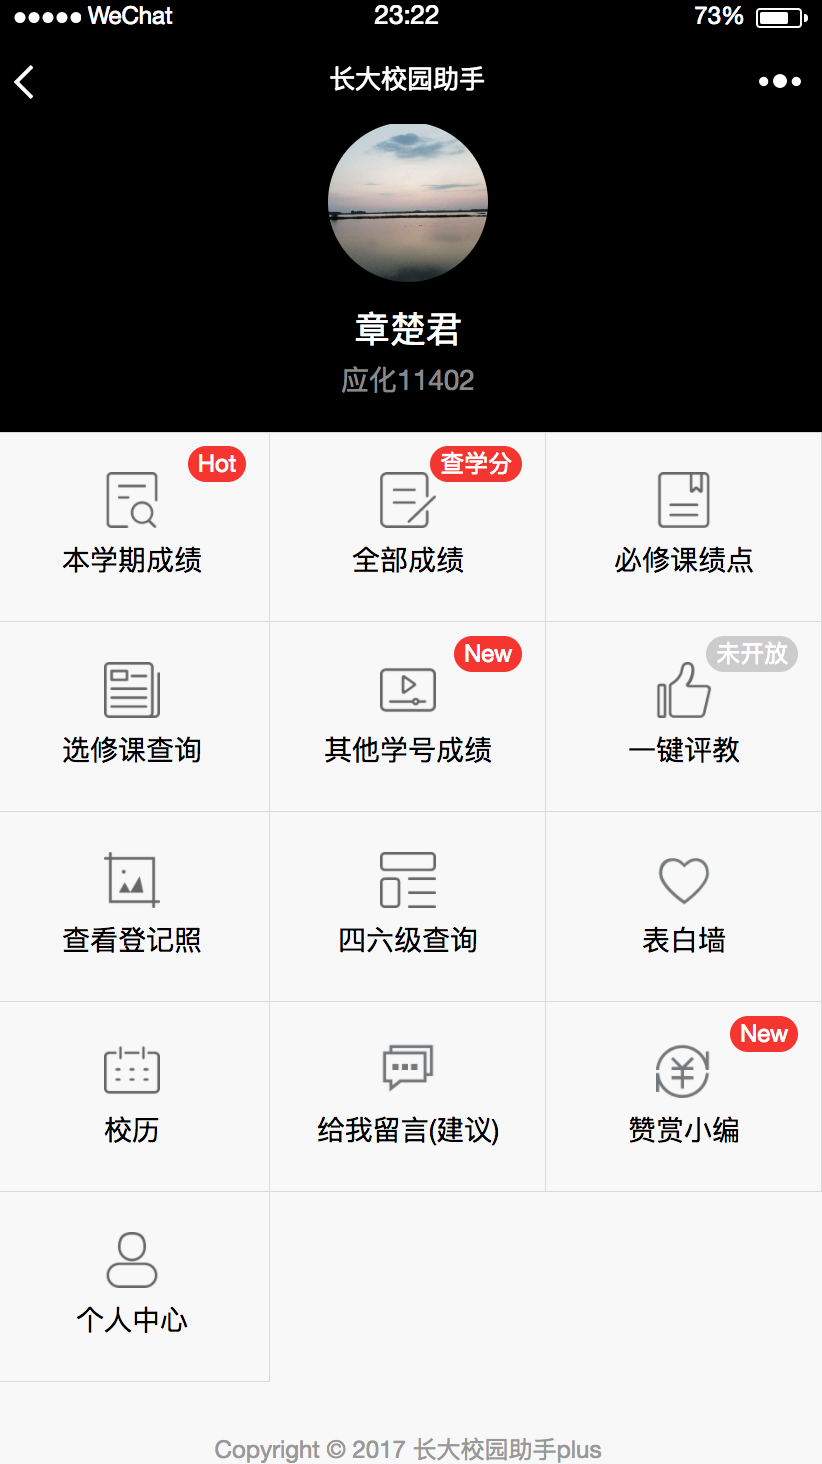 WeChat 23:22 73%
长大校园助手
章楚君
应化11402
Hot 查学分
本学期成绩 全部成绩 必修课绩点
New 未开放
选修课查询 其他学号成绩 一键评教
查看登记照 四六级查询 表白墙
New
校历 给我留言(建议) 赞赏小编
个人中心
Copyright © 2017 长大校园助手plus